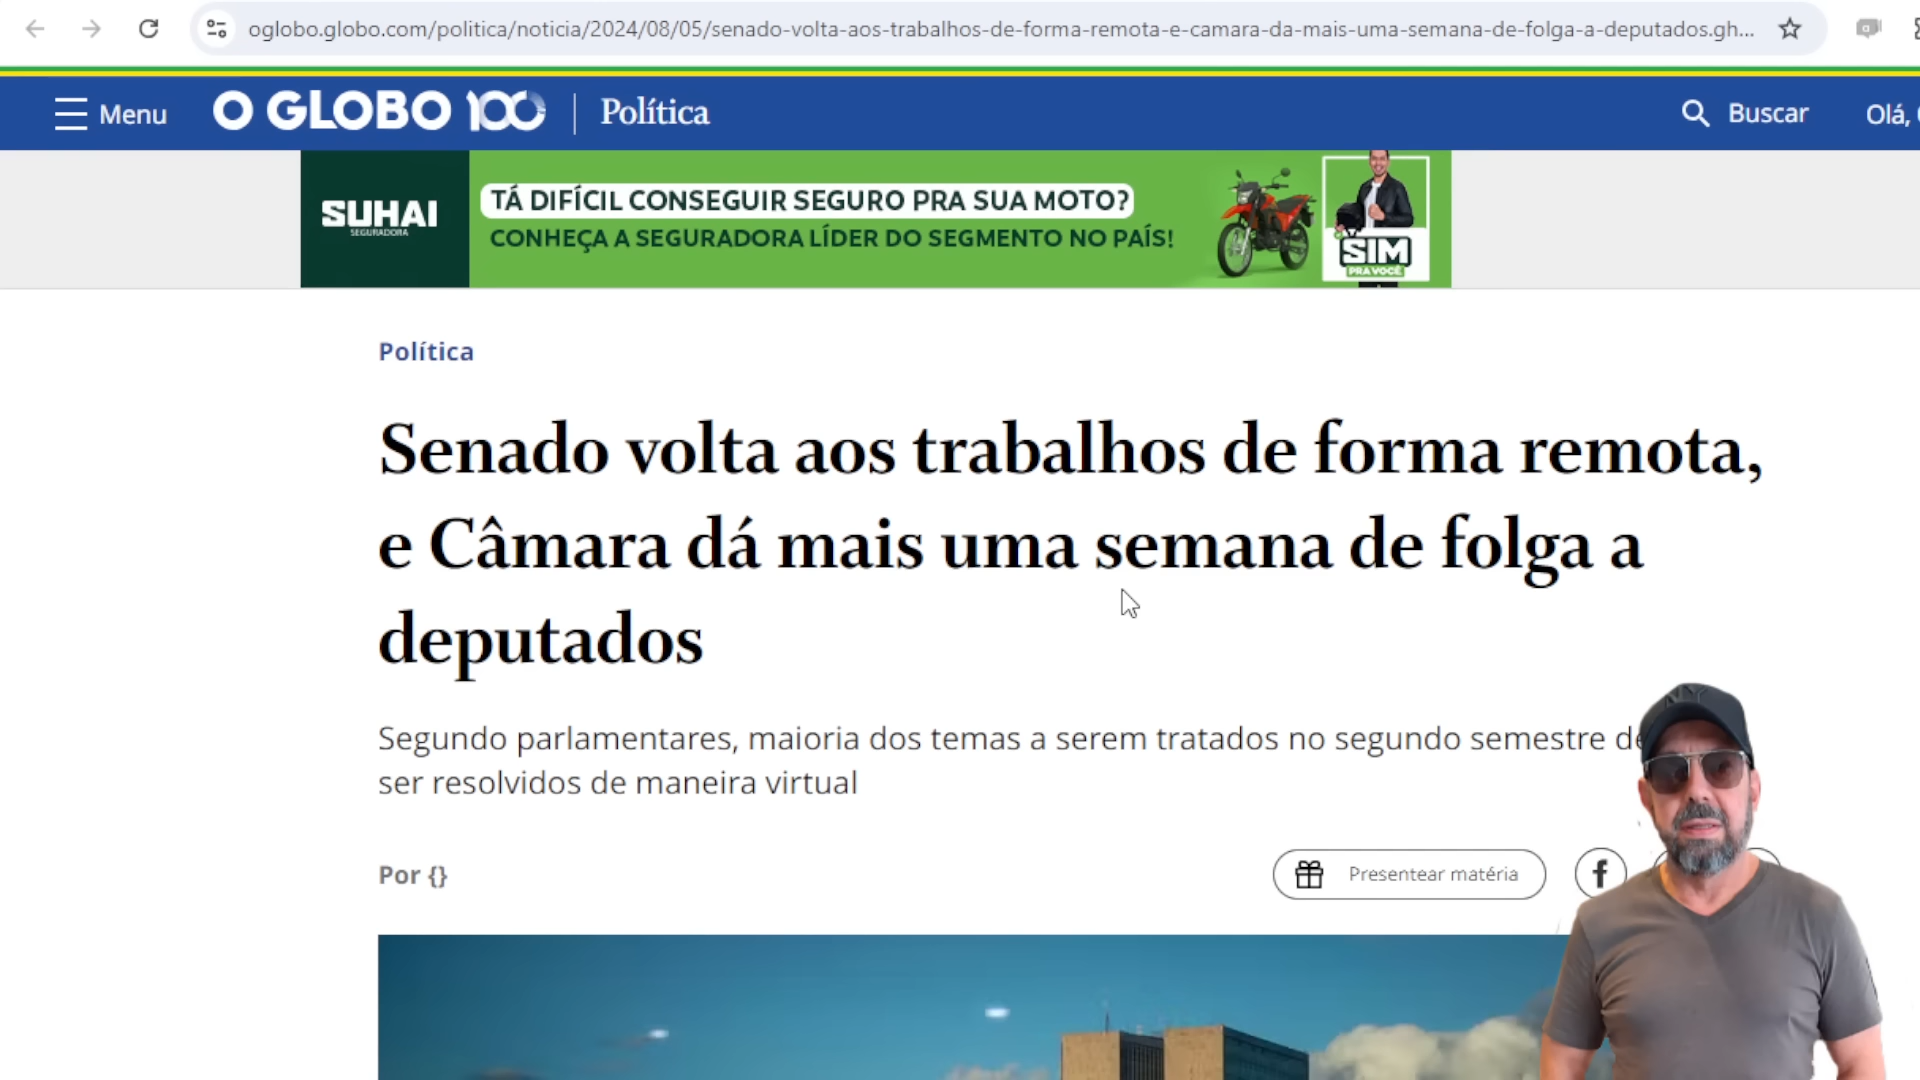 oglobo.globo.com/politica/noticia/2024/08/05/senado-volta-aos-trabalhos-de-forma-remota-e-camara-da-mais-uma-semana-de-folga-a-deputados.gh...
Menu
O GLOBO 100
Política
Buscar
Olá,
SUHAI
SEGURADORA
TÁ DIFÍCIL CONSEGUIR SEGURO PRA SUA MOTO?
CONHEÇA A SEGURADORA LÍDER DO SEGMENTO NO PAÍS!
SIM
PRA VOCÊ
Política
Senado volta aos trabalhos de forma remota,
e Câmara dá mais uma semana de folga a
deputados
Segundo parlamentares, maioria dos temas a serem tratados no segundo semestre
ser resolvidos de maneira virtual
Por {}
Presentear matéria